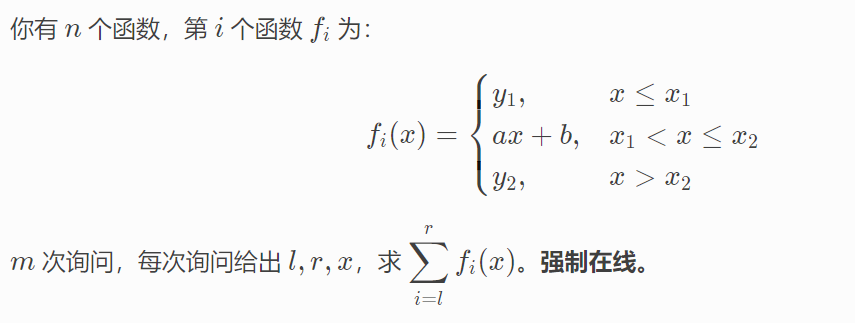 你有 n 个函数，第 i 个函数 f_i 为：
f_i(x) = { y_1, x ≤ x_1
ax + b, x_1 < x ≤ x_2
y_2, x > x_2
m 次询问，每次询问给出 l, r, x，求 \sum_{i=l}^{r} f_i(x)。强制在线。